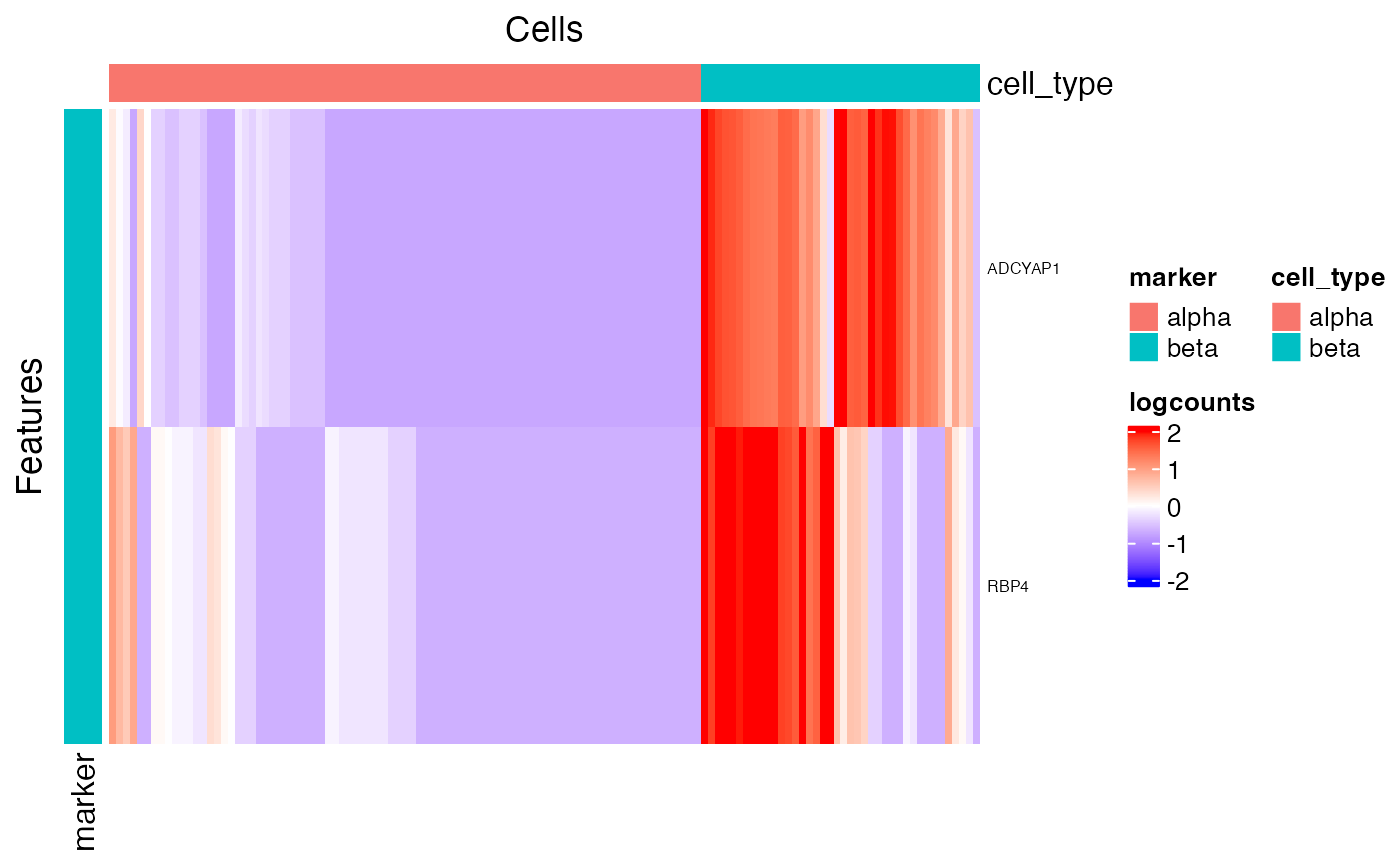 Cells
cell_type
ADCYAP1
RBP4
Features
marker
marker
alpha
beta
cell_type
alpha
beta
logcounts
2
1
0
-1
-2